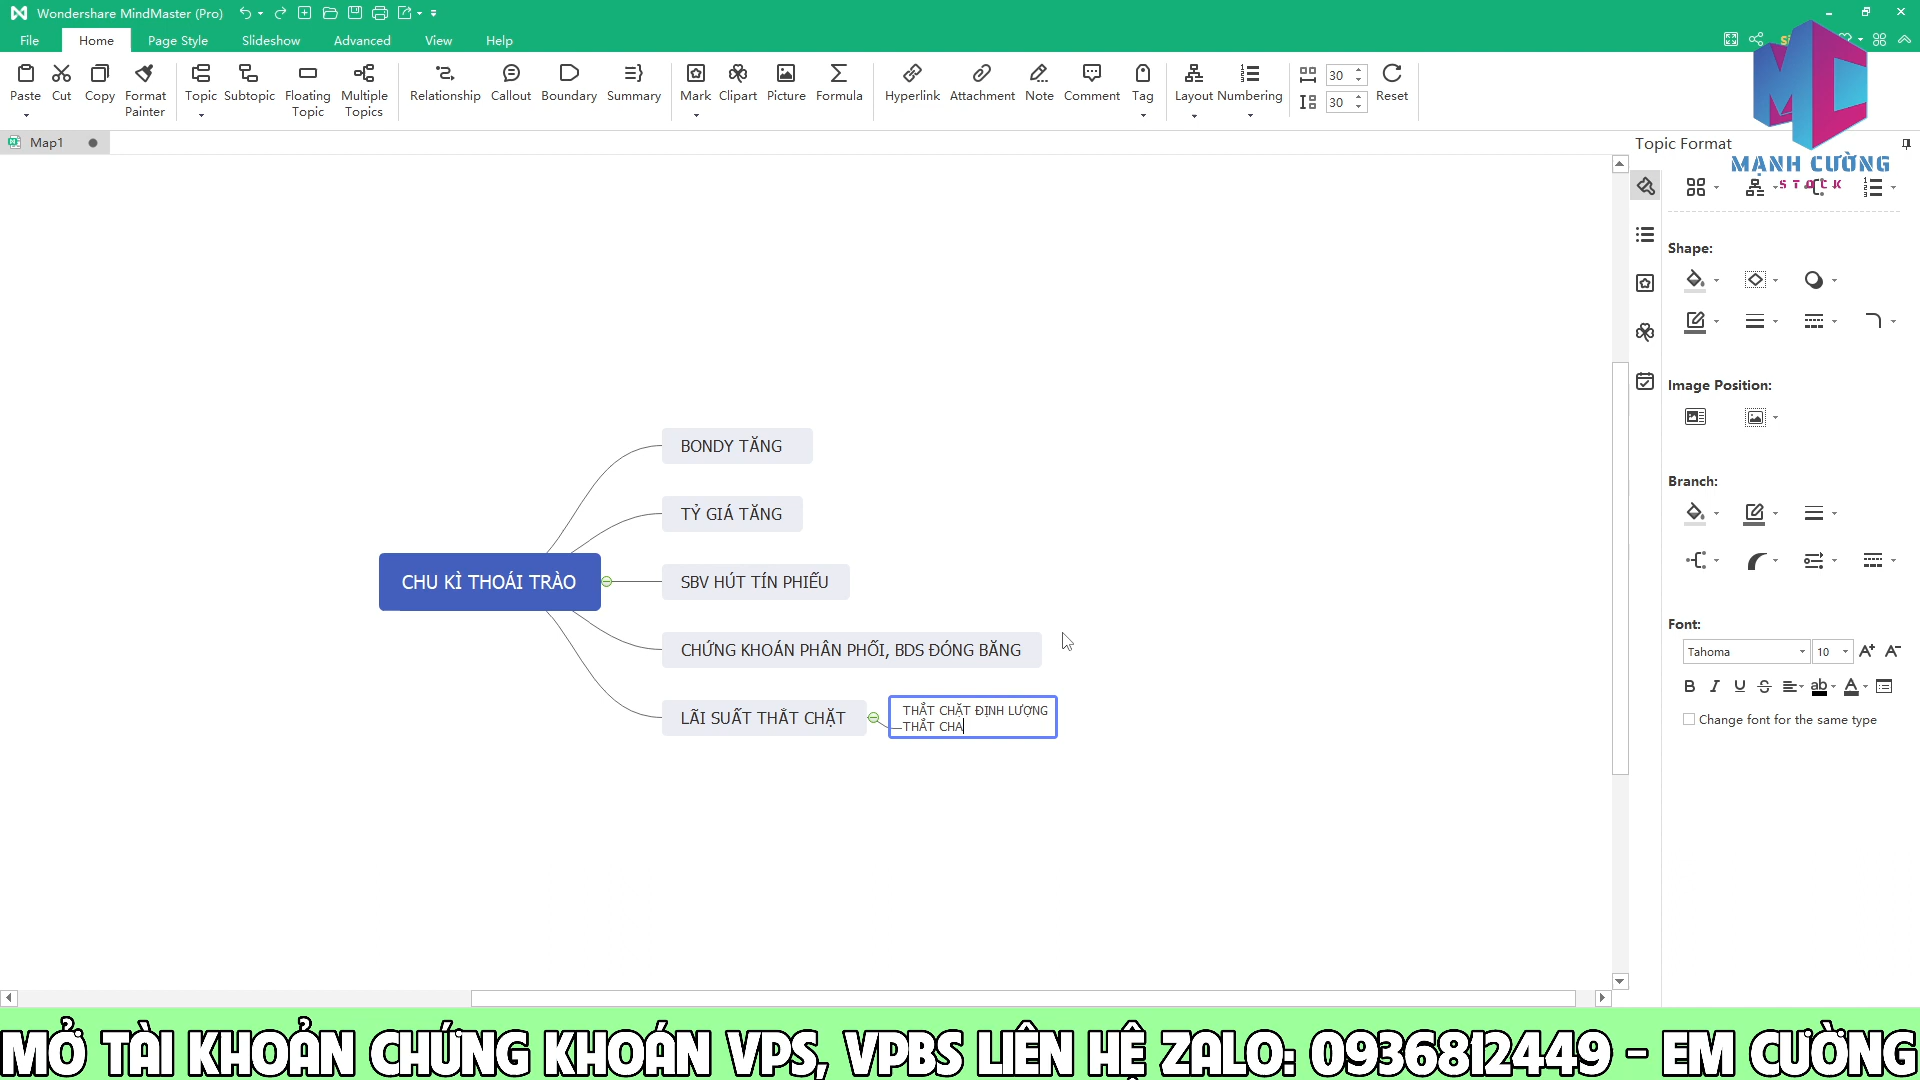 Wondershare MindMaster (Pro)
File
Home
Page Style
Slideshow
Advanced
View
Help
Paste
Cut
Copy
Format
Painter
Topic
Subtopic
Floating
Topic
Multiple
Topics
Relationship
Callout
Boundary
Summary
Mark
Clipart
Picture
Formula
Hyperlink
Attachment
Note
Comment
Tag
Layout
Numbering
30
30
Reset
Map1
Topic Format
MẠNH CƯỜNG
STOCK
Shape:
Image Position:
Branch:
Font:
Tahoma
10
Change font for the same type
BONDY TĂNG
TỶ GIÁ TĂNG
CHU KÌ THOÁI TRÀO
SBV HÚT TÍN PHIẾU
CHỨNG KHOÁN PHÂN PHỐI, BDS ĐÓNG BĂNG
LÃI SUẤT THẮT CHẶT
THẮT CHẶT ĐỊNH LƯỢNG
THẮT CHA
MỞ TÀI KHOẢN CHỨNG KHOÁN VPS, VPBS LIÊN HỆ ZALO: 0936812449 - EM CƯỜNG